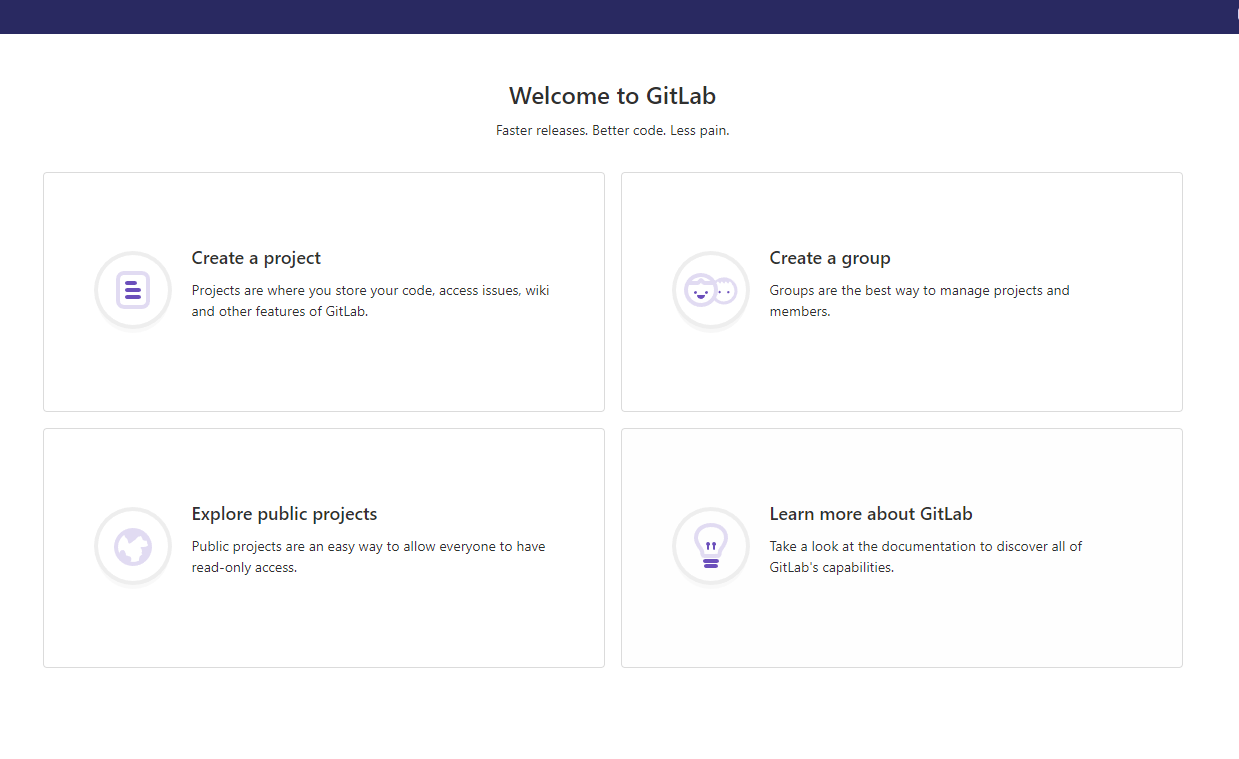 Welcome to GitLab
Faster releases. Better code. Less pain.
Create a project
Projects are where you store your code, access issues, wiki
and other features of GitLab.
Create a group
Groups are the best way to manage projects and
members.
Explore public projects
Public projects are an easy way to allow everyone to have
read-only access.
Learn more about GitLab
Take a look at the documentation to discover all of
GitLab's capabilities.